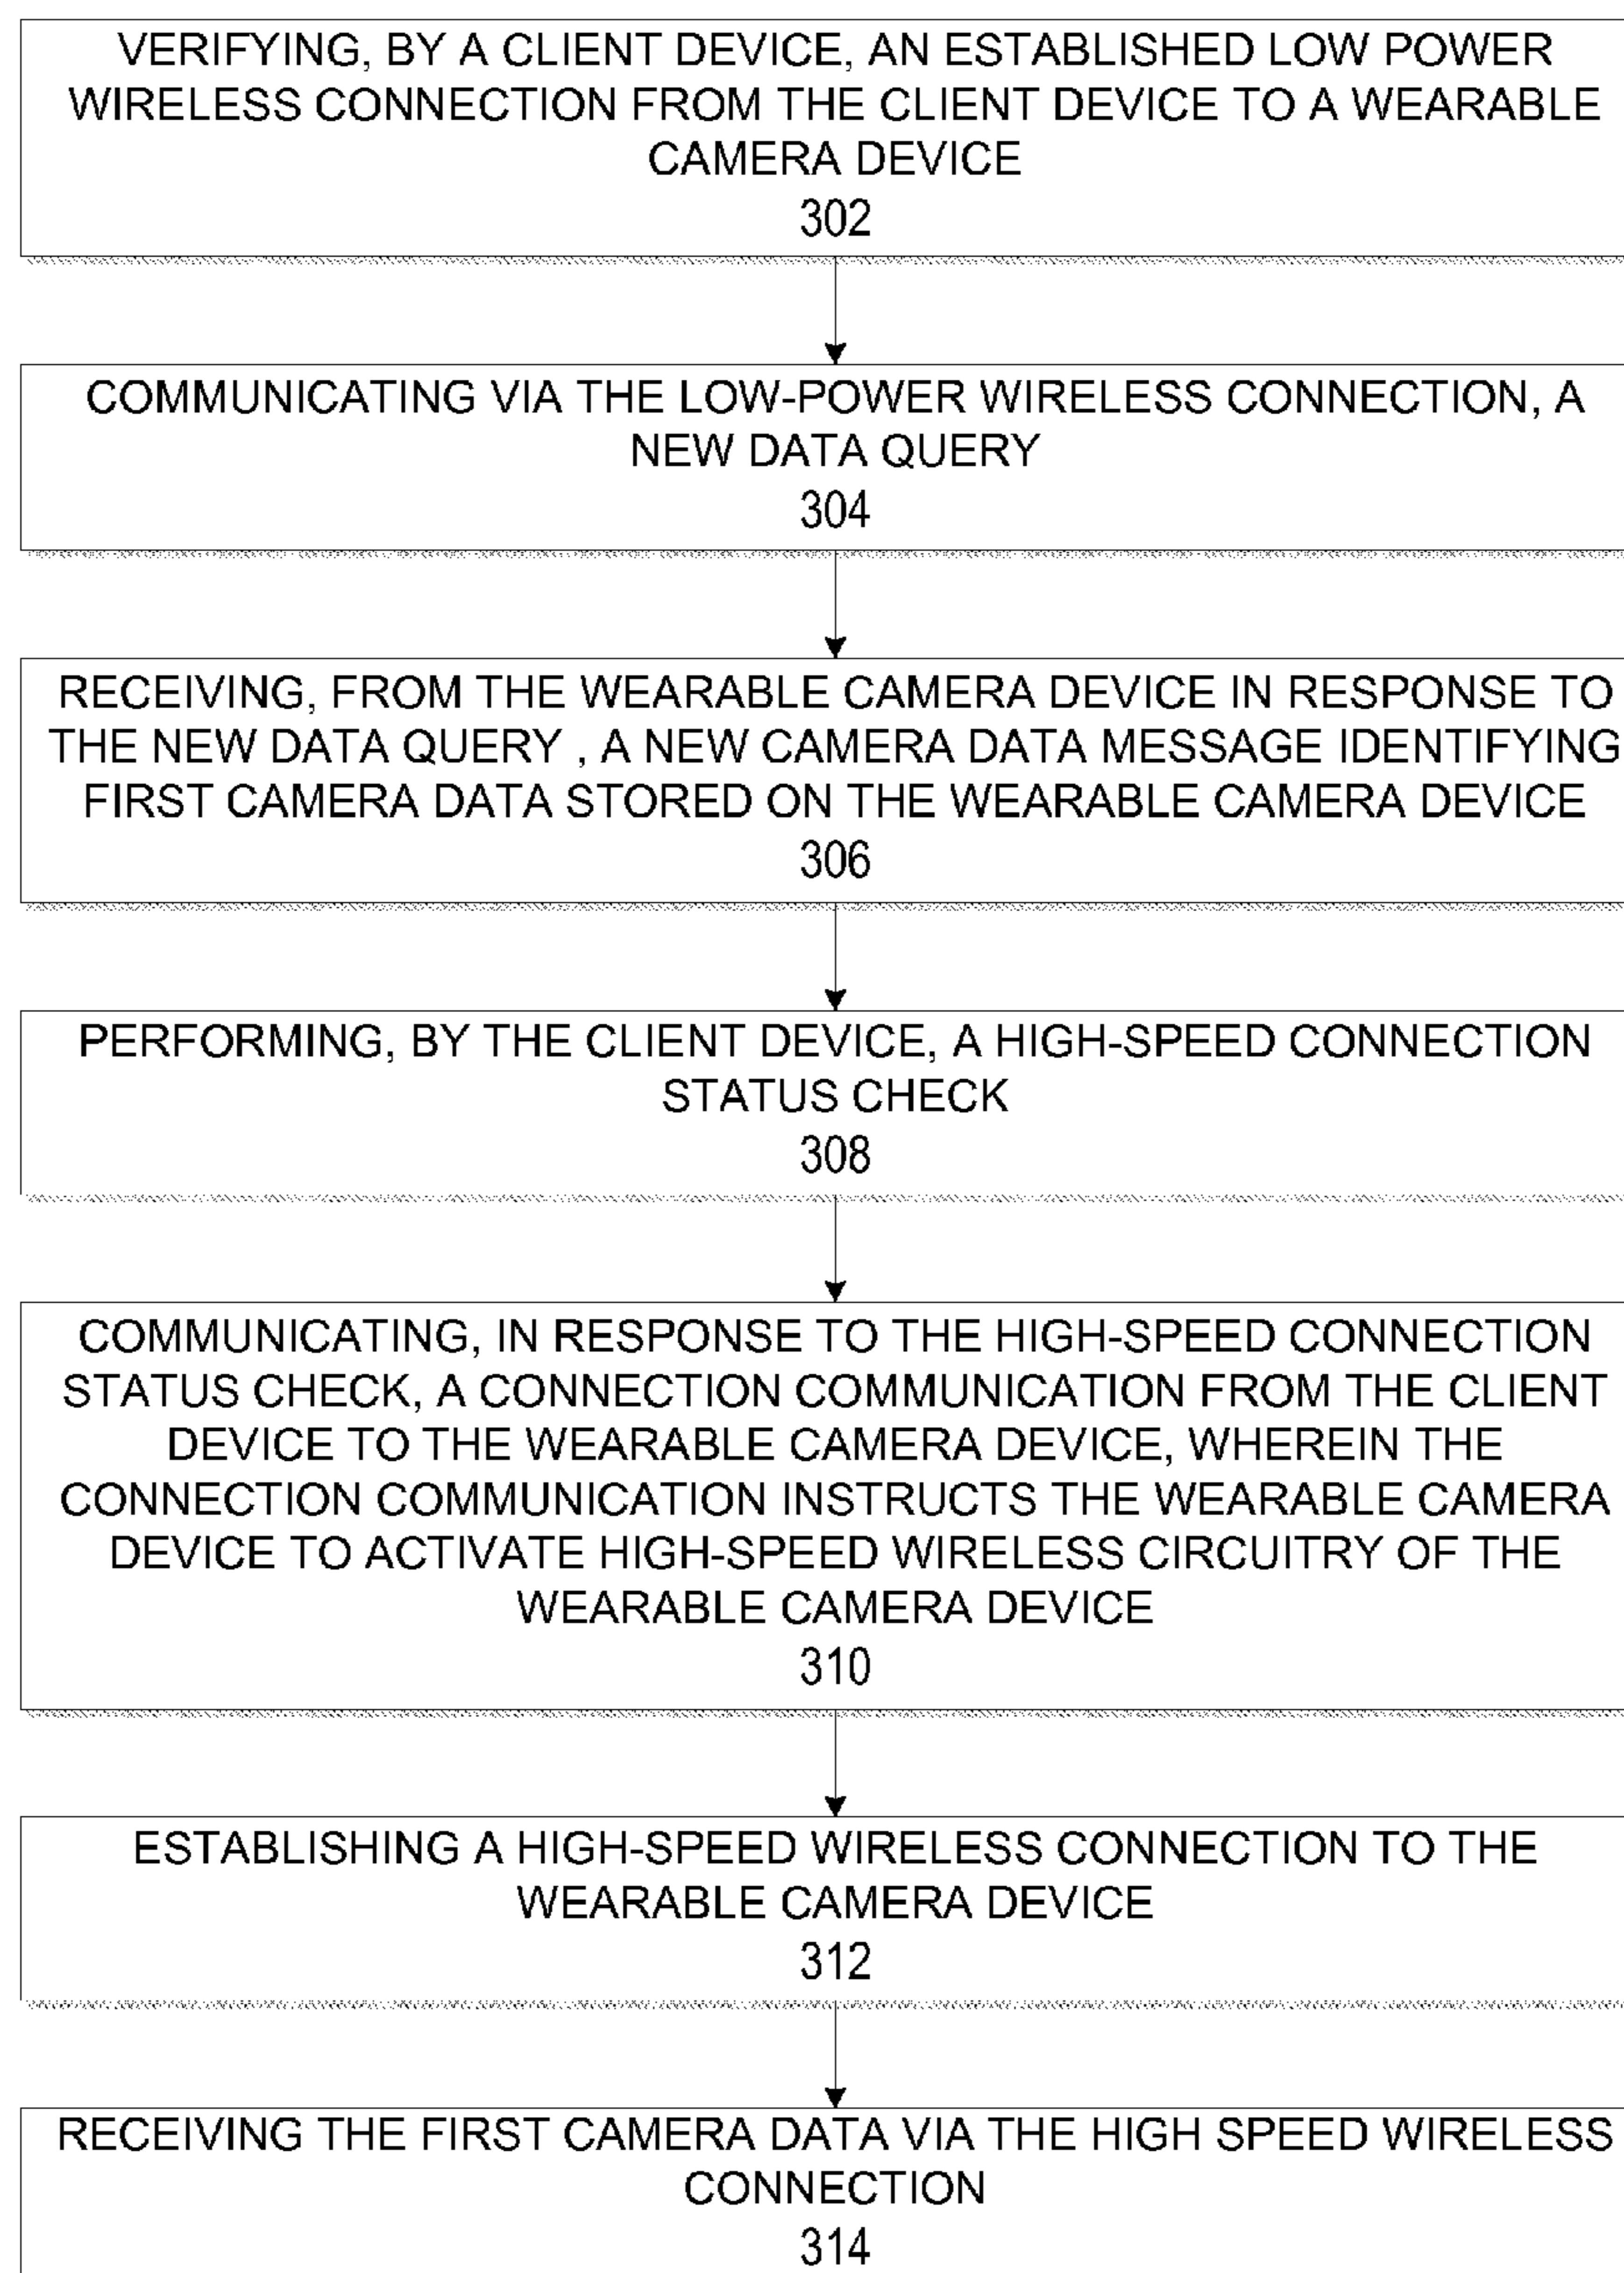 VERIFYING, BY A CLIENT DEVICE, AN ESTABLISHED LOW POWER
WIRELESS CONNECTION FROM THE CLIENT DEVICE TO A WEARABLE
CAMERA DEVICE
302
COMMUNICATING VIA THE LOW-POWER WIRELESS CONNECTION, A
NEW DATA QUERY
304
RECEIVING, FROM THE WEARABLE CAMERA DEVICE IN RESPONSE TO
THE NEW DATA QUERY , A NEW CAMERA DATA MESSAGE IDENTIFYING
FIRST CAMERA DATA STORED ON THE WEARABLE CAMERA DEVICE
306
PERFORMING, BY THE CLIENT DEVICE, A HIGH-SPEED CONNECTION
STATUS CHECK
308
COMMUNICATING, IN RESPONSE TO THE HIGH-SPEED CONNECTION
STATUS CHECK, A CONNECTION COMMUNICATION FROM THE CLIENT
DEVICE TO THE WEARABLE CAMERA DEVICE, WHEREIN THE
CONNECTION COMMUNICATION INSTRUCTS THE WEARABLE CAMERA
DEVICE TO ACTIVATE HIGH-SPEED WIRELESS CIRCUITRY OF THE
WEARABLE CAMERA DEVICE
310
ESTABLISHING A HIGH-SPEED WIRELESS CONNECTION TO THE
WEARABLE CAMERA DEVICE
312
RECEIVING THE FIRST CAMERA DATA VIA THE HIGH SPEED WIRELESS
CONNECTION
314